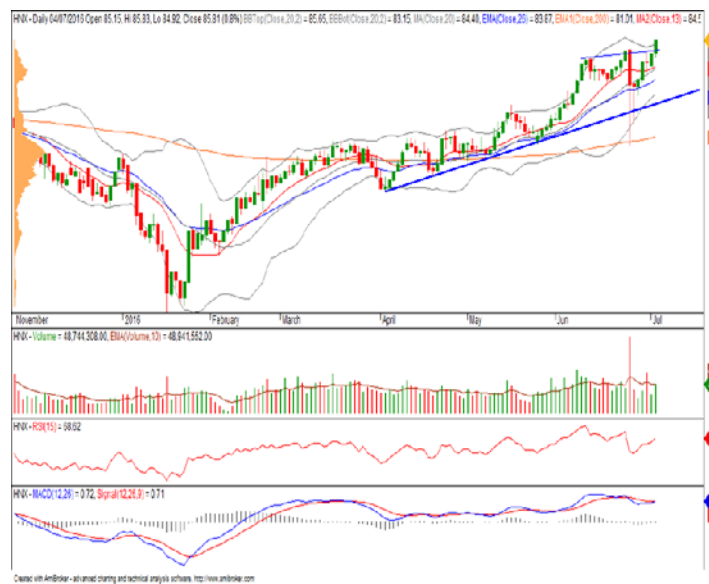 HNX - Daily 04/07/2016 Open 85.15, Hi 85.83, Lo 84.92, Close 85.81 (0.8%) BBTop(Close,20,2) = 85.65, BBBot(Close,20,2) = 83.15, MA(Close,20) = 84.40, EMA(Close,26) = 83.87, EMA1(Close,200) = 81.01, MA2(Close,13) = 84.5
November 2016 February March April May Jun Jul
HNX - Volume = 48,744,308.00, EMA(Volume,10) = 48,941,552.00
HNX - RSI(15) = 68.62
HNX - MACD(12,26) = 0.72, Signal(12,26,9) = 0.71
Created with AmiBroker - advanced charting and technical analysis software. http://www.amibroker.com